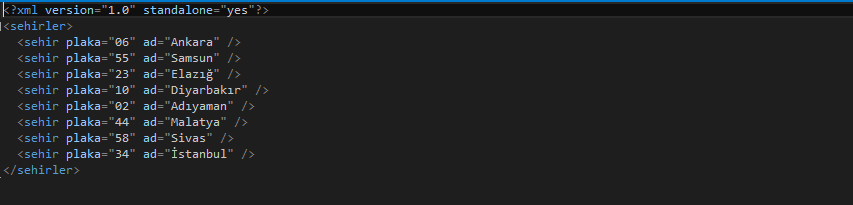 <?xml version="1.0" standalone="yes"?>
<sehirler>
  <sehir plaka="06" ad="Ankara" />
  <sehir plaka="55" ad="Samsun" />
  <sehir plaka="23" ad="Elazığ" />
  <sehir plaka="10" ad="Diyarbakır" />
  <sehir plaka="02" ad="Adıyaman" />
  <sehir plaka="44" ad="Malatya" />
  <sehir plaka="58" ad="Sivas" />
  <sehir plaka="34" ad="İstanbul" />
</sehirler>